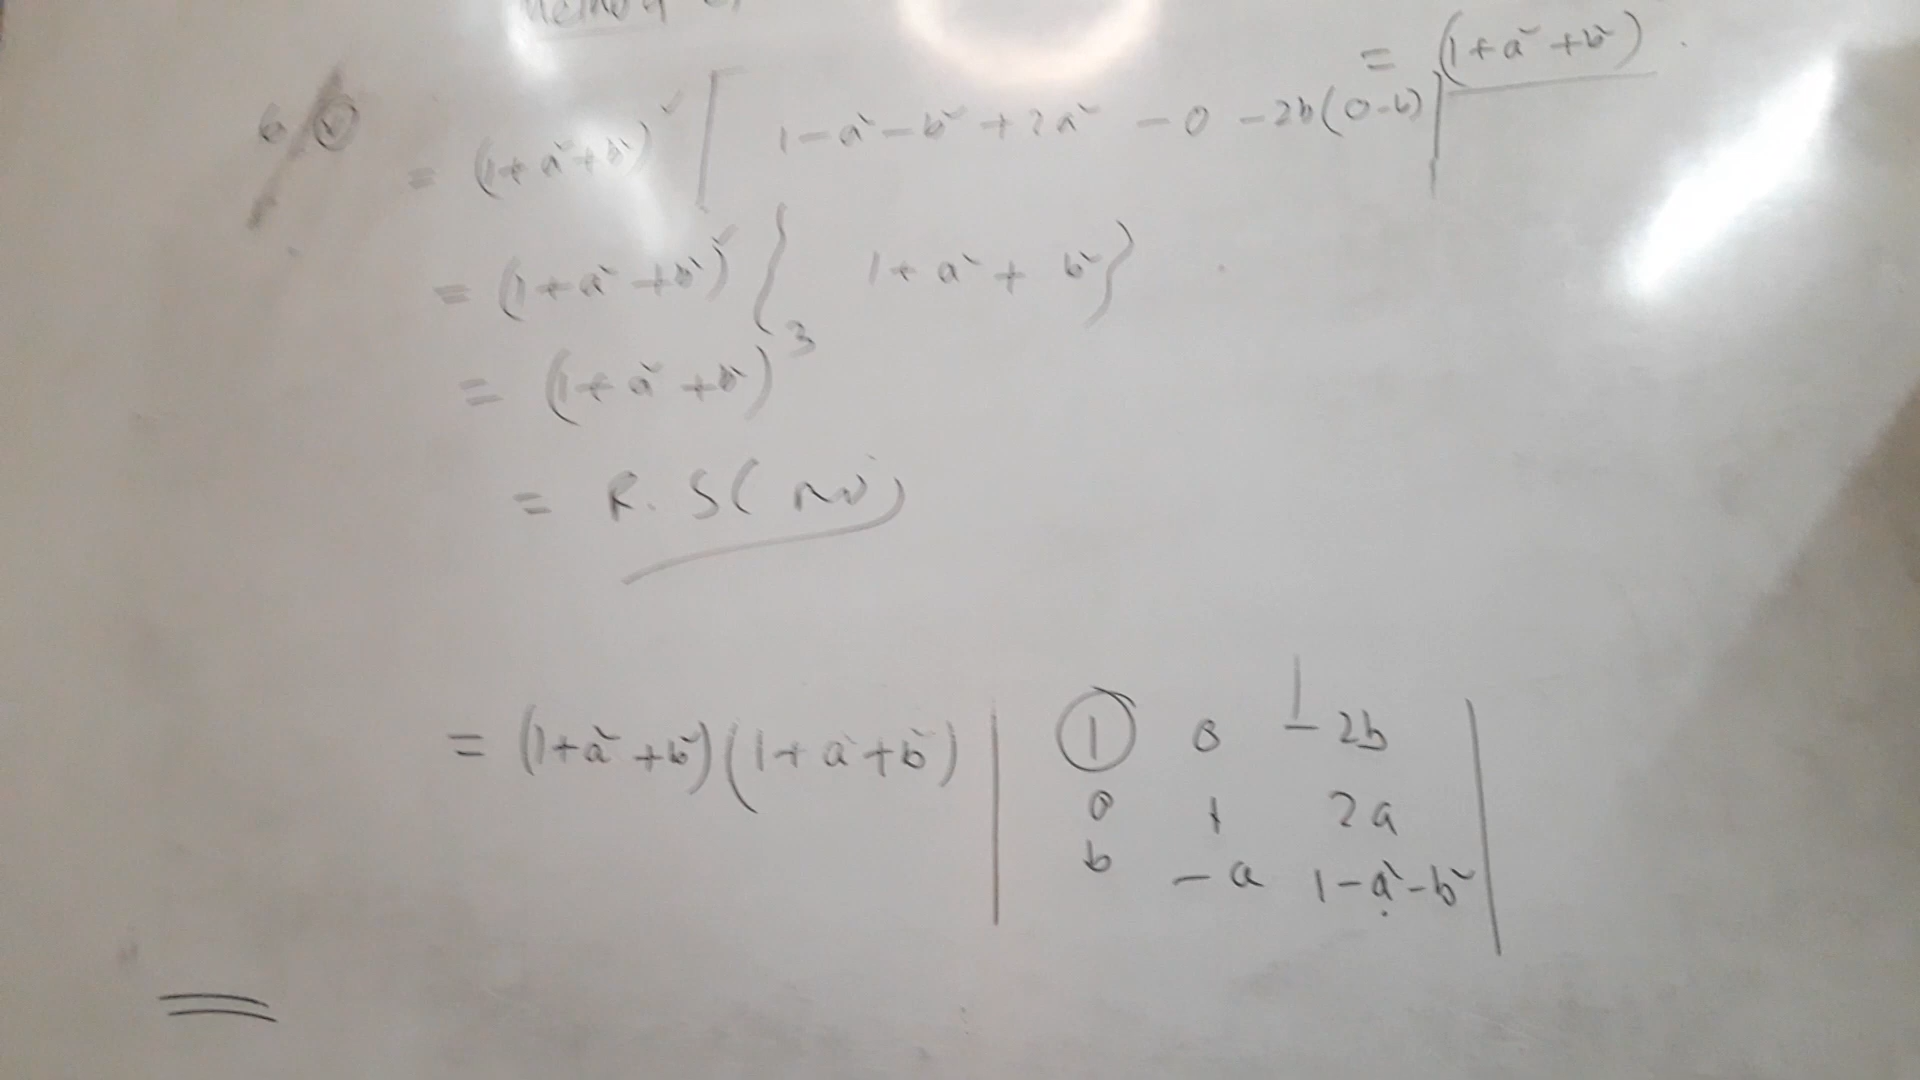 = (1+a²+b²)
6/(v)
= (1+a²+b²)² [ 1-a²-b²+2a² -0 -2b(0-b) ]
= (1+a²+b²)² { 1+a²+b² }
= (1+a²+b²)³
= R.S
= (1+a²+b²)(1+a²+b²) | 1 0 -2b
0 1 2a
b -a 1-a²-b² |